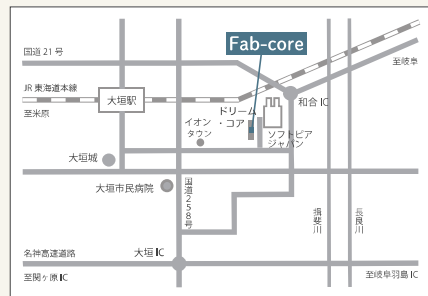 Fab-core
国道21号
至岐阜
JR東海道本線
大垣駅
和合IC
至米原
ドリーム
・コア
イオン
タウン
ソフトピア
ジャパン
大垣城
大垣市民病院
国道258号
揖斐川
長良川
名神高速道路
大垣IC
至関ヶ原IC
至岐阜羽島IC